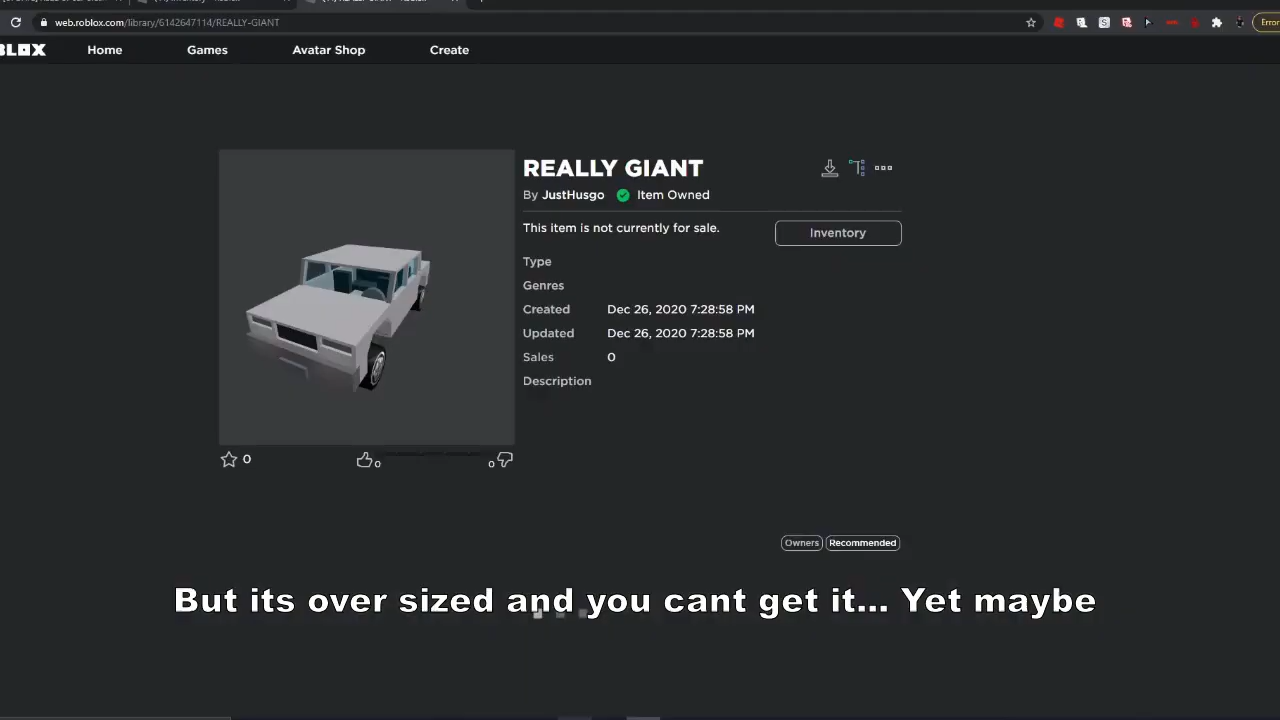 web.roblox.com/library/6142647114/REALLY-GIANT
Error
BLOX Home Games Avatar Shop Create
REALLY GIANT
By JustHusgo Item Owned
This item is not currently for sale.
Inventory
Type
Genres
Created Dec 26, 2020 7:28:58 PM
Updated Dec 26, 2020 7:28:58 PM
Sales 0
Description
0 0 0
Owners Recommended
But its over sized and you cant get it... Yet maybe